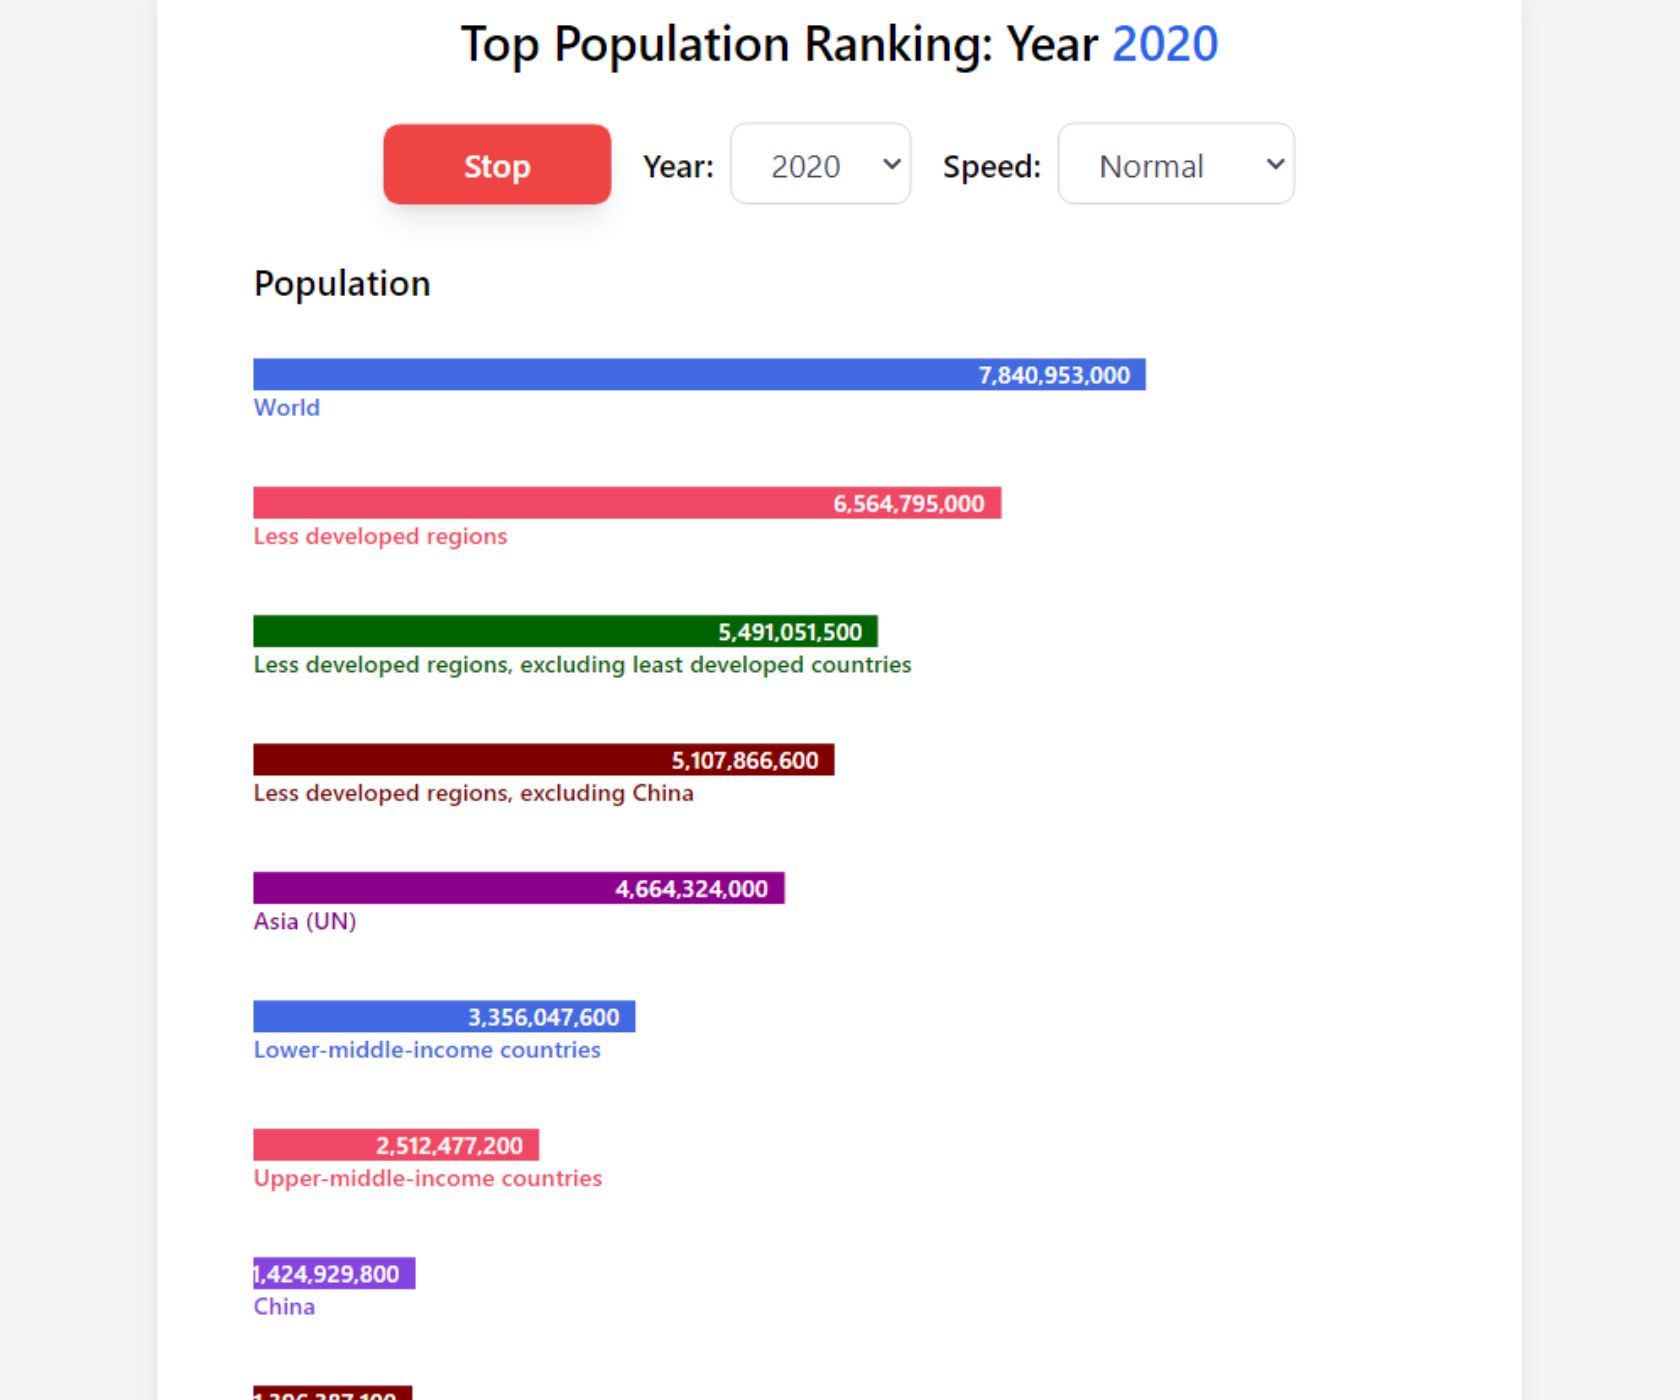 Top Population Ranking: Year 2020
Stop Year: 2020 Speed: Normal
Population
7,840,953,000
World
6,564,795,000
Less developed regions
5,491,051,500
Less developed regions, excluding least developed countries
5,107,866,600
Less developed regions, excluding China
4,664,324,000
Asia (UN)
3,356,047,600
Lower-middle-income countries
2,512,477,200
Upper-middle-income countries
1,424,929,800
China